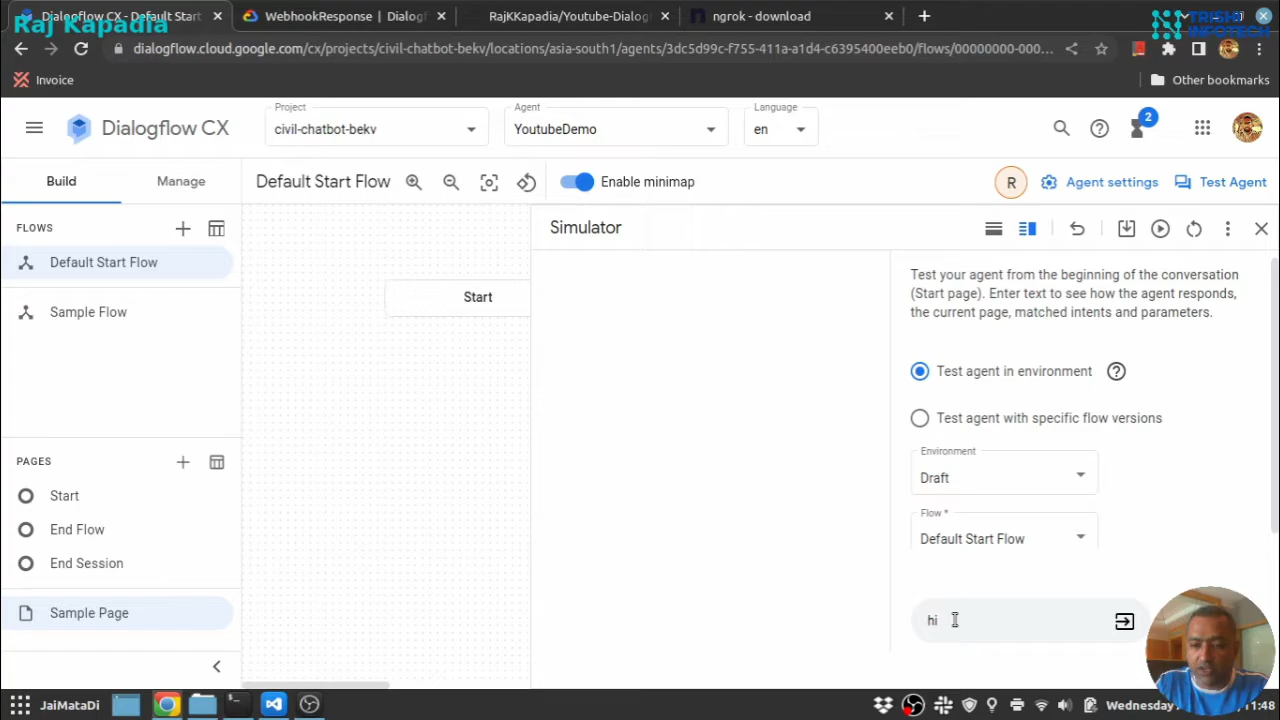 Dialogflow CX - Default Start
WebhookResponse | Dialogf
RajKKapadia/Youtube-Dialog
ngrok - download
Raj Kapadia
TRISHI
INFOTECH
dialogflow.cloud.google.com/cx/projects/civil-chatbot-bekv/locations/asia-south1/agents/3dc5d99c-f755-411a-a1d4-c6395400eeb0/flows/00000000-000...
Invoice
Other bookmarks
Dialogflow CX
Project
civil-chatbot-bekv
Agent
YoutubeDemo
Language
en
2
Build
Manage
Default Start Flow
Enable minimap
R
Agent settings
Test Agent
FLOWS
Simulator
Default Start Flow
Sample Flow
Start
Test your agent from the beginning of the conversation
(Start page). Enter text to see how the agent responds,
the current page, matched intents and parameters.
Test agent in environment
Test agent with specific flow versions
Environment
Draft
Flow *
Default Start Flow
PAGES
Start
End Flow
End Session
Sample Page
hi
JaiMataDi
Wednesday
11:48